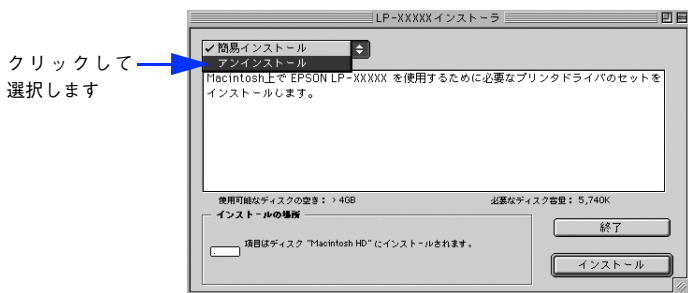 LP-XXXXXインストーラ
✓簡易インストール
アンインストール
クリックして
選択します
Macintosh上で EPSON LP-XXXXX を使用するために必要なプリンタドライバのセットを
インストールします。
使用可能なディスクの空き： > 4GB 必要なディスク容量： 5,740K
インストールの場所
項目はディスク “Macintosh HD” にインストールされます。
終了
インストール